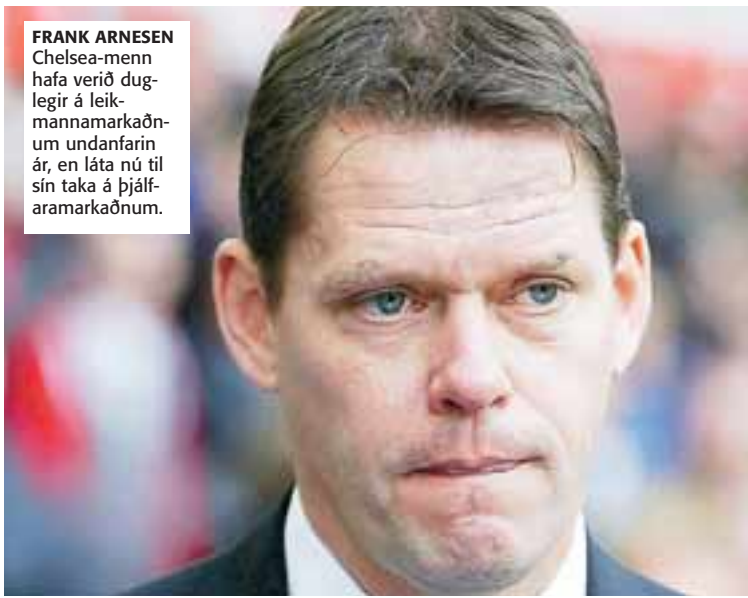 FRANK ARNESEN
Chelsea-menn
hafa verið dug-
legir á leik-
mannamarkaðn-
um undanfarin
ár, en láta nú til
sín taka á þjálf-
aramarkaðnum.